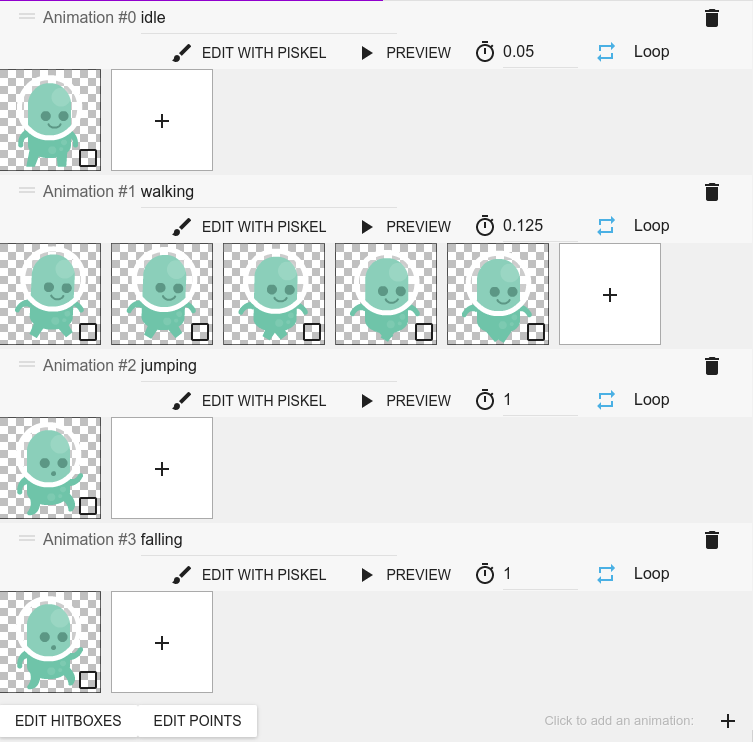 Animation #0 idle
EDIT WITH PISKEL PREVIEW 0.05 Loop
+
Animation #1 walking
EDIT WITH PISKEL PREVIEW 0.125 Loop
+
Animation #2 jumping
EDIT WITH PISKEL PREVIEW 1 Loop
+
Animation #3 falling
EDIT WITH PISKEL PREVIEW 1 Loop
+
EDIT HITBOXES EDIT POINTS Click to add an animation: +